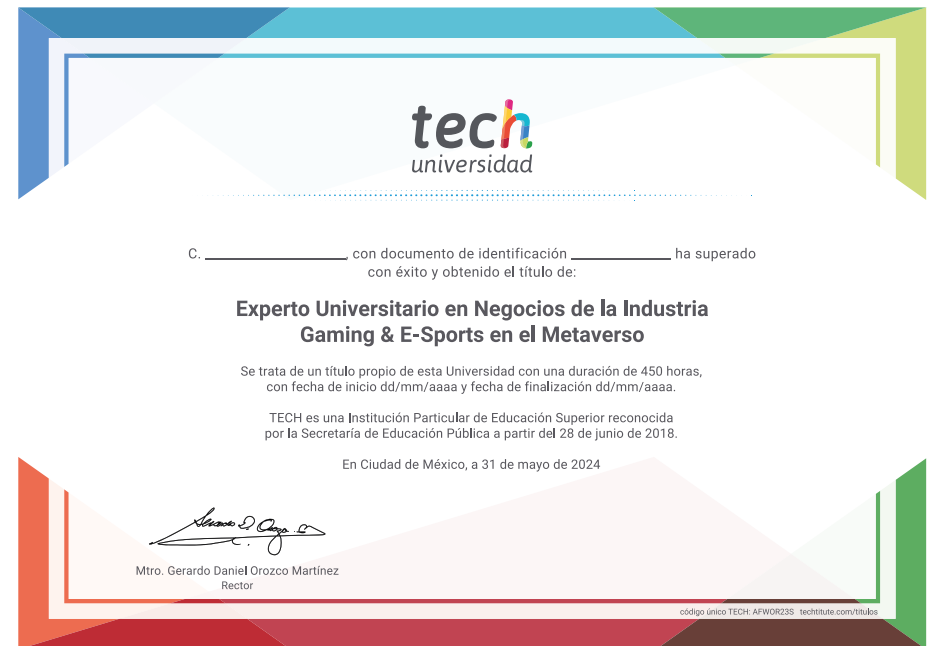 tech
universidad
C. ________________, con documento de identificación ___________ ha superado
con éxito y obtenido el título de:
Experto Universitario en Negocios de la Industria
Gaming & E-Sports en el Metaverso
Se trata de un título propio de esta Universidad con una duración de 450 horas,
con fecha de inicio dd/mm/aaaa y fecha de finalización dd/mm/aaaa.
TECH es una Institución Particular de Educación Superior reconocida
por la Secretaría de Educación Pública a partir del 28 de junio de 2018.
En Ciudad de México, a 31 de mayo de 2024
Mtro. Gerardo Daniel Orozco Martínez
Rector
código único TECH: AFWOR23S techtitute.com/titulos